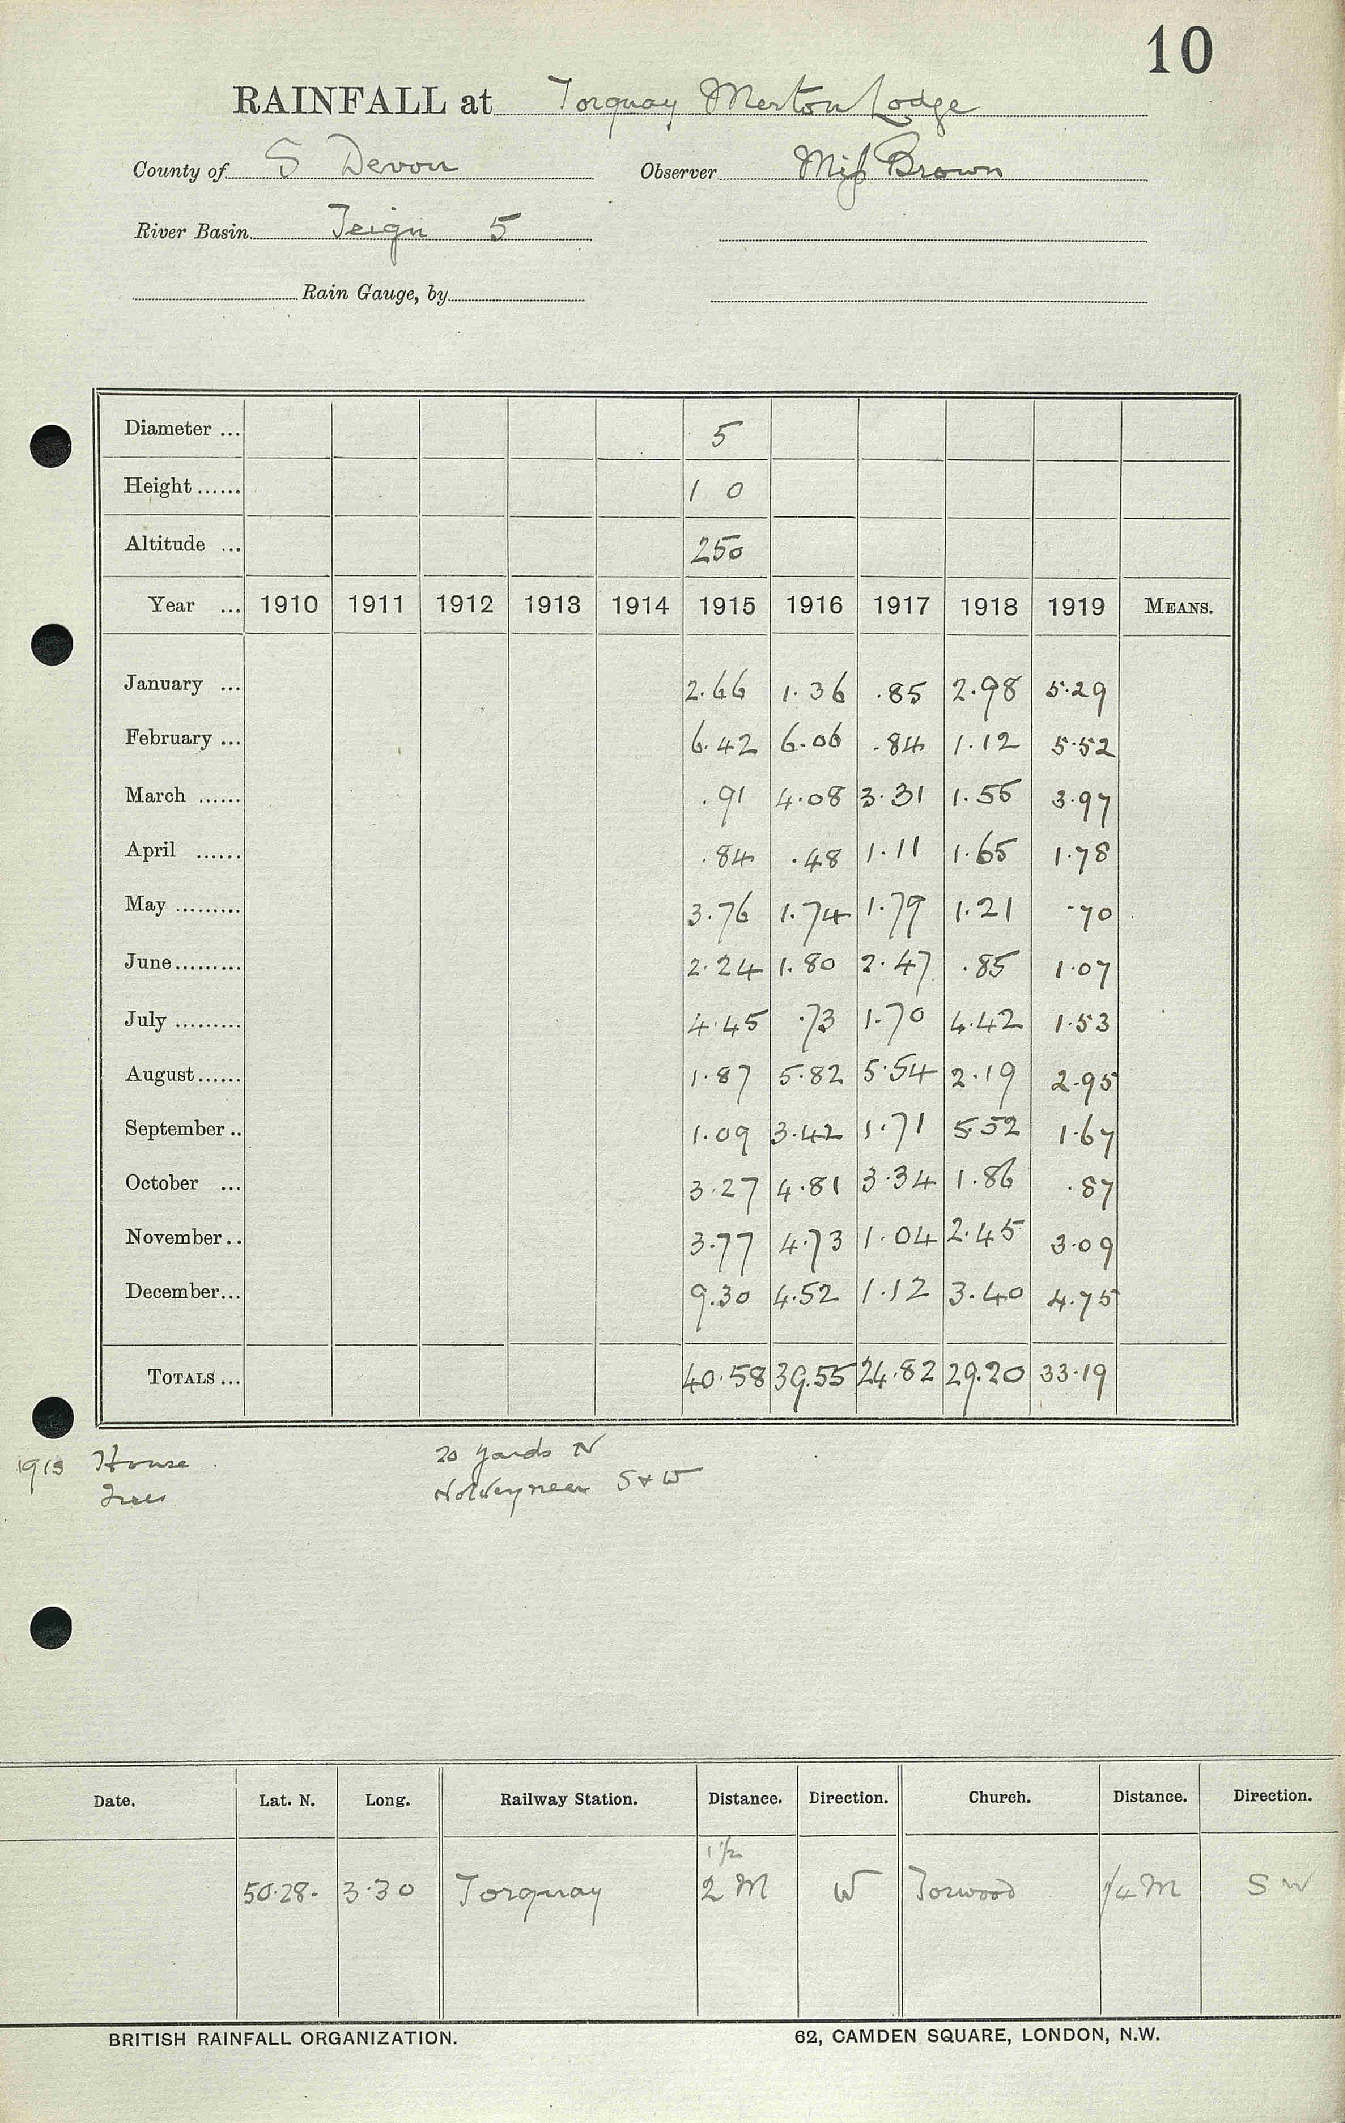 10
RAINFALL at Torquay Merton Lodge
County of S Devon Observer Miss Brown
River Basin Teign 5
Rain Gauge, by
Diameter ... 5
Height ...... 1 0
Altitude ... 250
Year ... 1910 1911 1912 1913 1914 1915 1916 1917 1918 1919 MEANS.
January ... 2.66 1.36 .85 2.98 5.29
February ... 6.42 6.06 .84 1.12 5.52
March ...... .91 4.08 3.31 1.55 3.97
April ...... .84 .48 1.11 1.65 1.78
May ......... 3.76 1.74 1.79 1.21 .70
June......... 2.24 1.80 2.47 .85 1.07
July ......... 4.45 .73 1.70 4.42 1.53
August...... 1.87 5.82 5.54 2.19 2.95
September .. 1.09 3.42 1.71 5.52 1.67
October ... 3.27 4.81 3.34 1.86 .87
November .. 3.77 4.73 1.04 2.45 3.09
December... 9.30 4.52 1.12 3.40 4.75
TOTALS ... 40.58 39.55 24.82 29.20 33.19
House 20 yards N
Trees Not very near S & W
Date. Lat. N. Long. Railway Station. Distance. Direction. Church. Distance. Direction.
1½
50.28. 3.30 Torquay 2 M W Torwood ¼ M SW
BRITISH RAINFALL ORGANIZATION. 62, CAMDEN SQUARE, LONDON, N.W.